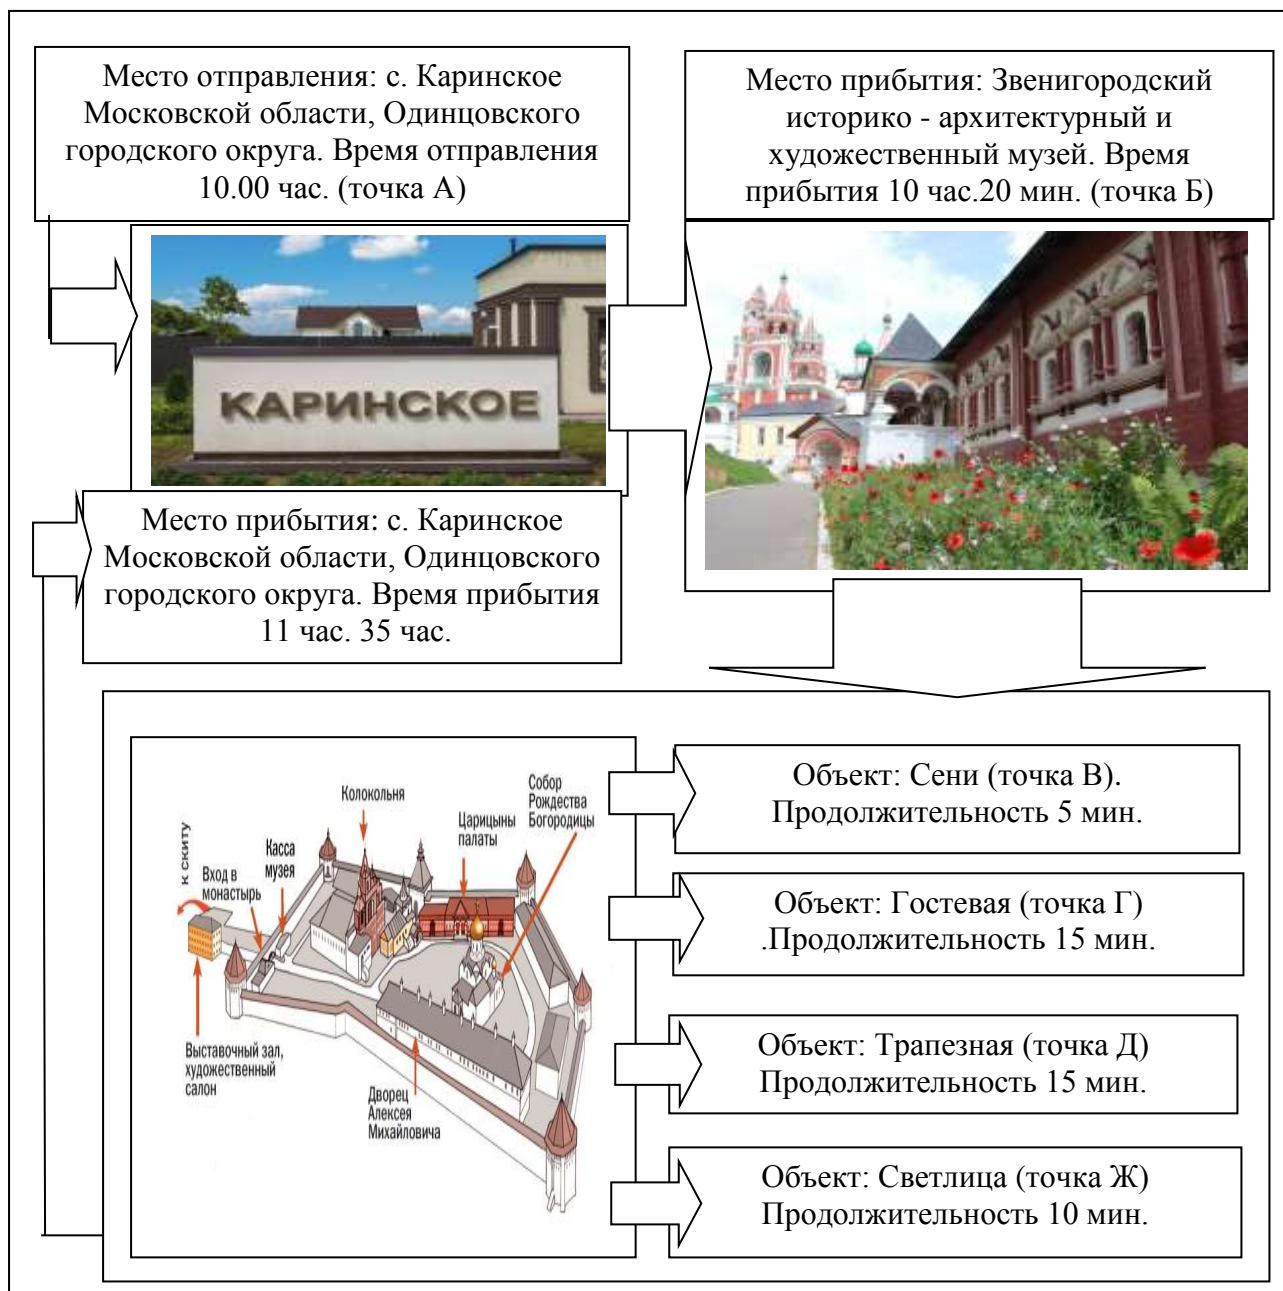 Место отправления: с. Каринское
Московской области, Одинцовского
городского округа. Время отправления
10.00 час. (точка А)
Место прибытия: Звенигородский
историко - архитектурный и
художественный музей. Время
прибытия 10 час.20 мин. (точка Б)
КАРИНСКОЕ
Место прибытия: с. Каринское
Московской области, Одинцовского
городского округа. Время прибытия
11 час. 35 час.
к скиту
Вход в
монастырь
Касса
музея
Колокольня
Царицыны
палаты
Собор
Рождества
Богородицы
Выставочный зал,
художественный
салон
Дворец
Алексея
Михайловича
Объект: Сени (точка В).
Продолжительность 5 мин.
Объект: Гостевая (точка Г)
.Продолжительность 15 мин.
Объект: Трапезная (точка Д)
Продолжительность 15 мин.
Объект: Светлица (точка Ж)
Продолжительность 10 мин.